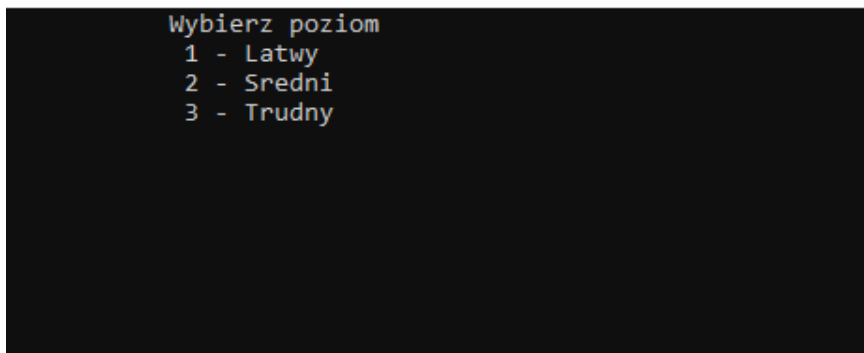 Wybierz poziom
1 - Latwy
2 - Sredni
3 - Trudny